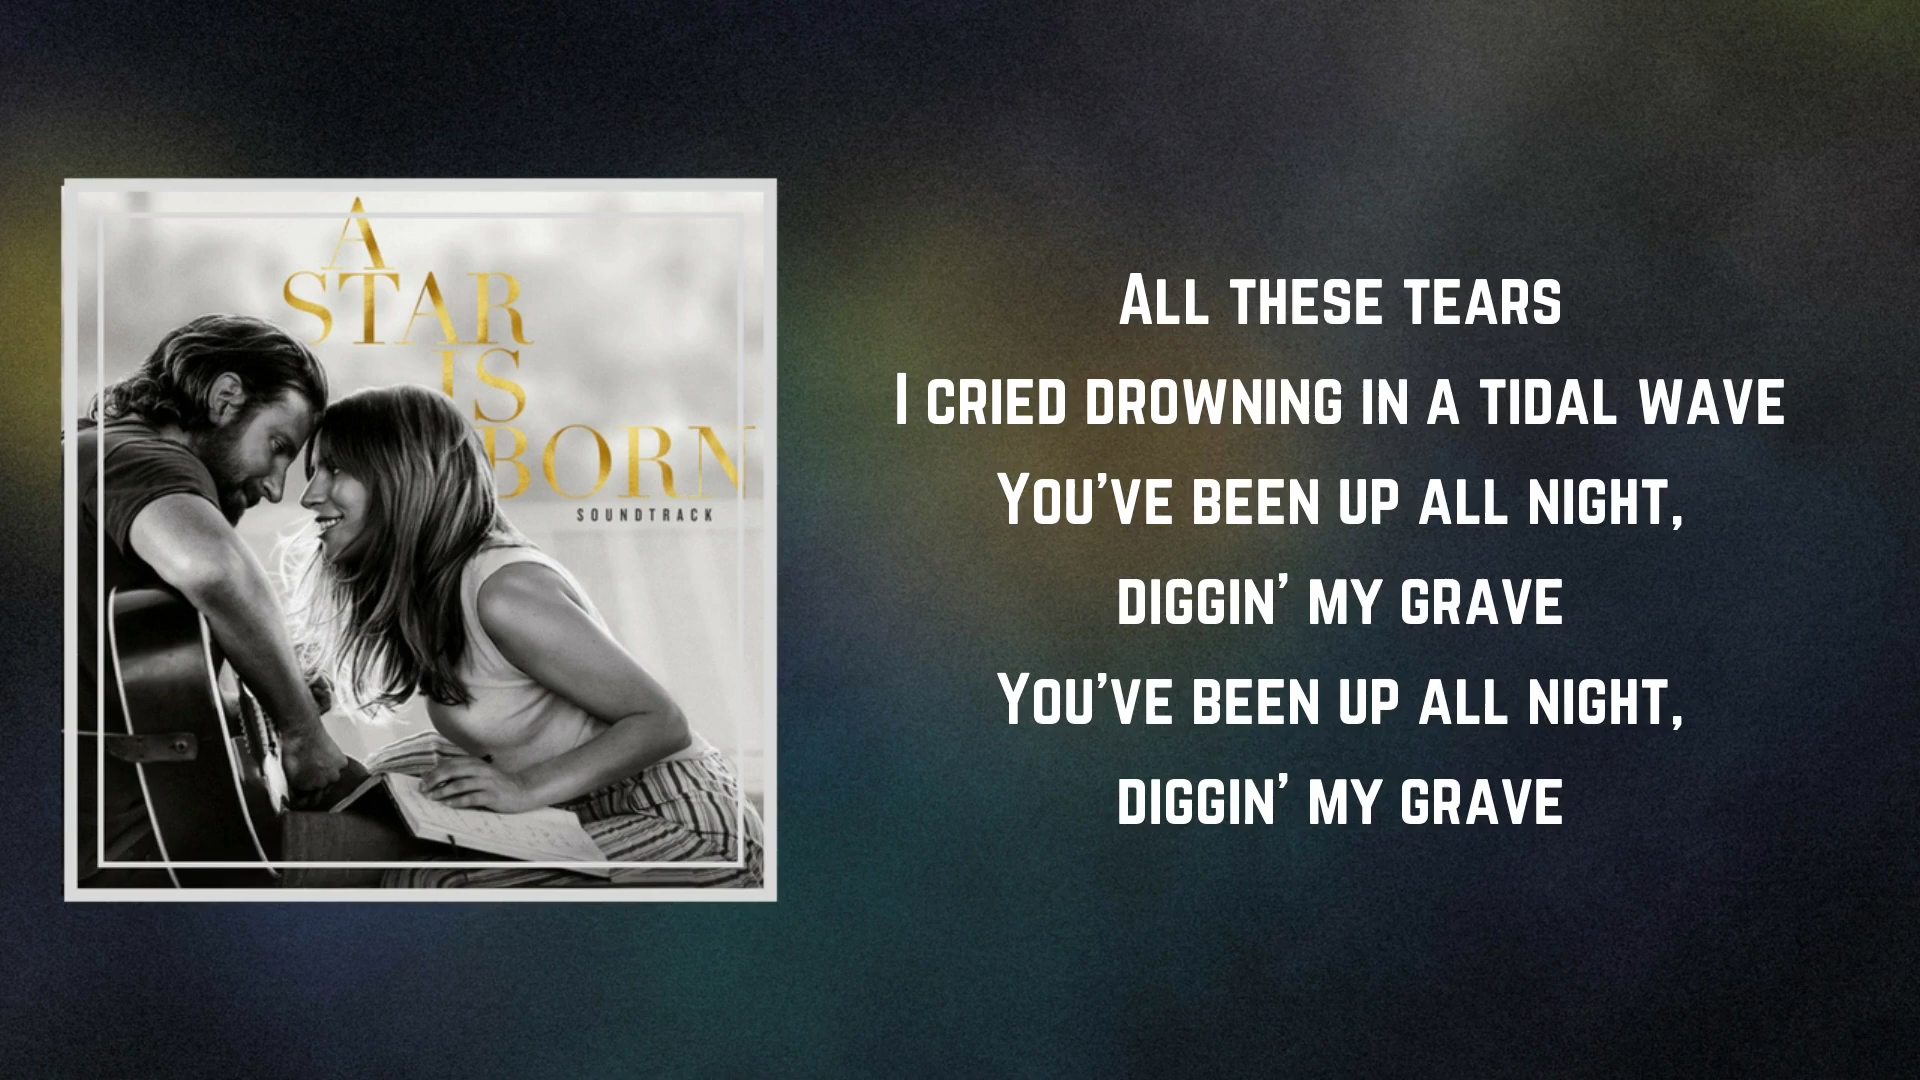 A
STAR
IS
BORN
SOUNDTRACK
All these tears
I cried drowning in a tidal wave
You've been up all night,
diggin' my grave
You've been up all night,
diggin' my grave